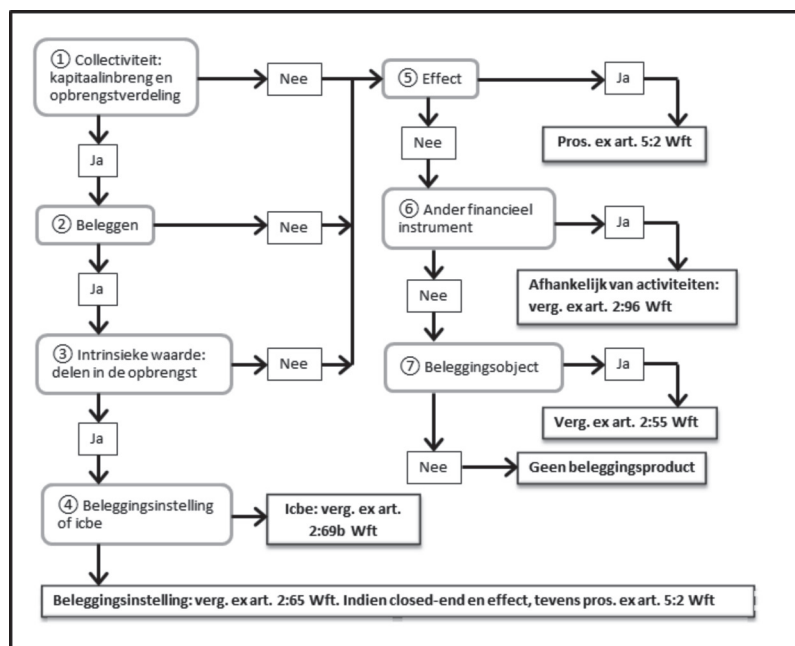 ① Collectiviteit:
kapitaalinbreng en
opbrengstverdeling
Nee
Ja
② Beleggen
Nee
Ja
③ Intrinsieke waarde:
delen in de opbrengst
Nee
Ja
④ Beleggingsinstelling
of icbe
Icbe: verg. ex art.
2:69b Wft
Beleggingsinstelling: verg. ex art. 2:65 Wft. Indien closed-end en effect, tevens pros. ex art. 5:2 Wft
⑤ Effect
Ja
Pros. ex art. 5:2 Wft
Nee
⑥ Ander financieel
instrument
Ja
Afhankelijk van activiteiten:
verg. ex art. 2:96 Wft
Nee
⑦ Beleggingsobject
Ja
Verg. ex art. 2:55 Wft
Nee
Geen beleggingsproduct